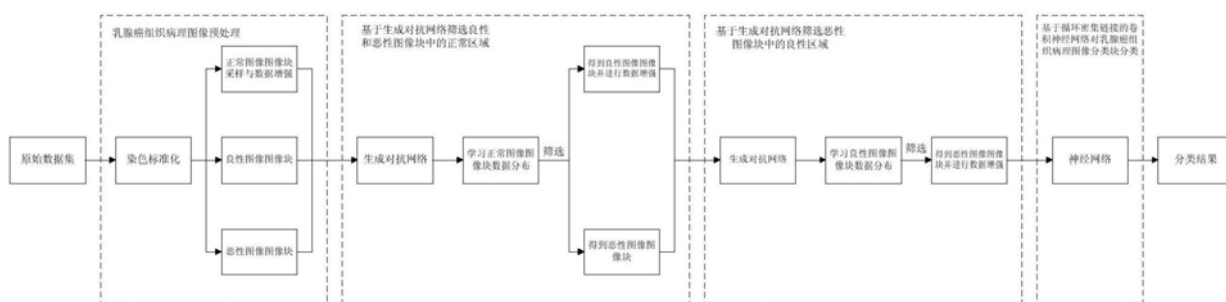 乳腺癌组织病理图像预处理
基于生成对抗网络筛选良性
和恶性图像块中的正常区域
基于生成对抗网络筛选恶性
图像块中的良性区域
基于循环密集链接的卷
积神经网络对乳腺癌组
织病理图像分类块分类
原始数据集
染色标准化
正常图像图像块
采样与数据增强
良性图像图像块
恶性图像图像块
生成对抗网络
学习正常图像图
像块数据分布
筛选
得到良性图像图像
块并进行数据增强
得到恶性图像图
像块
生成对抗网络
学习良性图像图
像块数据分布
筛选
得到恶性图像图像
块并进行数据增强
神经网络
分类结果